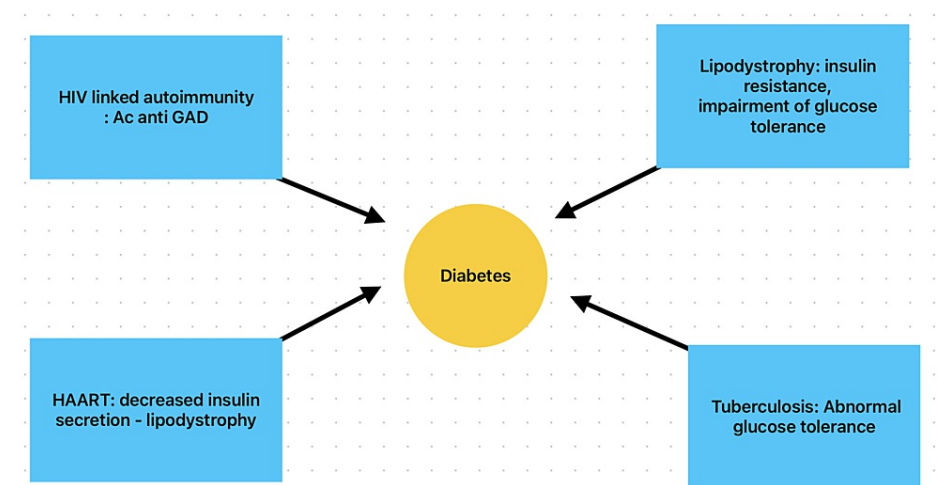 HIV linked autoimmunity
: Ac anti GAD
Lipodystrophy: insulin
resistance,
impairment of glucose
tolerance
Diabetes
HAART: decreased insulin
secretion - lipodystrophy
Tuberculosis: Abnormal
glucose tolerance